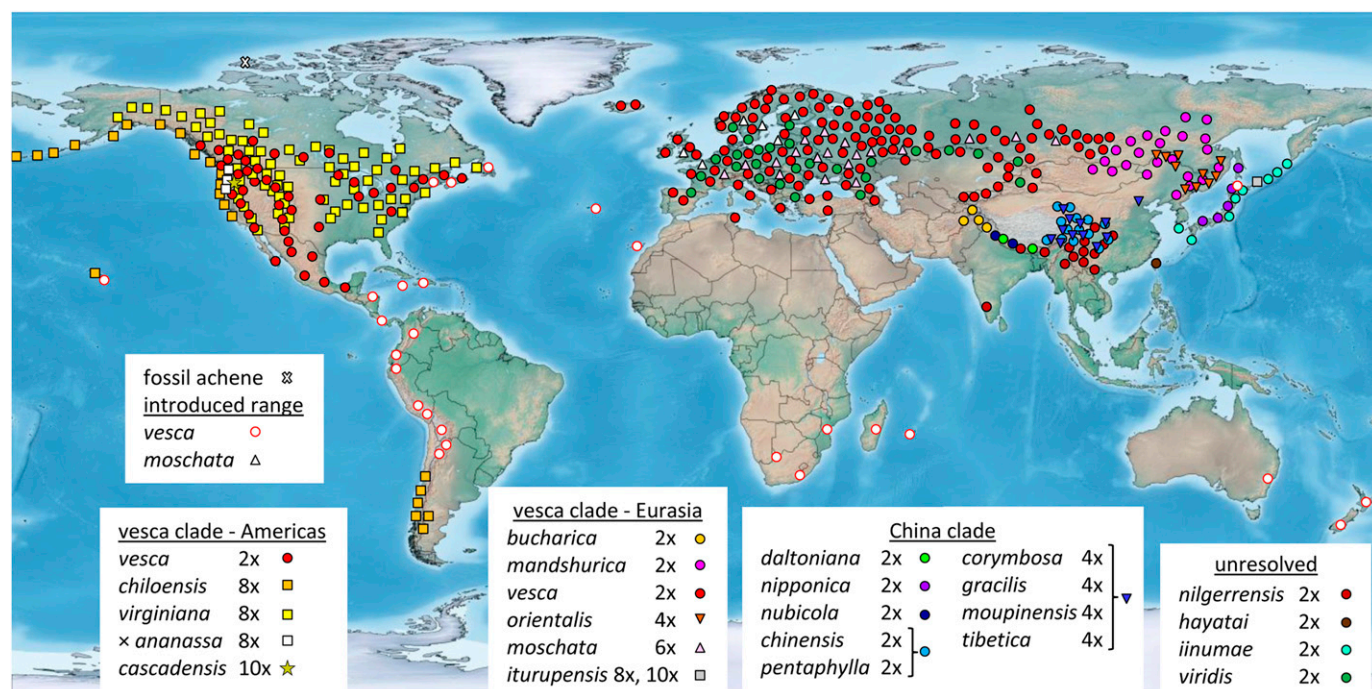 fossil achene
introduced range
vesca
moschata
vesca clade - Americas
vesca 2x
chiloensis 8x
virginiana 8x
× ananassa 8x
cascadensis 10x
vesca clade - Eurasia
bucharica 2x
mandshurica 2x
vesca 2x
orientalis 4x
moschata 6x
iturupensis 8x, 10x
China clade
daltoniana 2x corymbosa 4x
nipponica 2x gracilis 4x
nubicola 2x moupinensis 4x
chinensis 2x tibetica 4x
pentaphylla 2x
unresolved
nilgerrensis 2x
hayatai 2x
iinumae 2x
viridis 2x